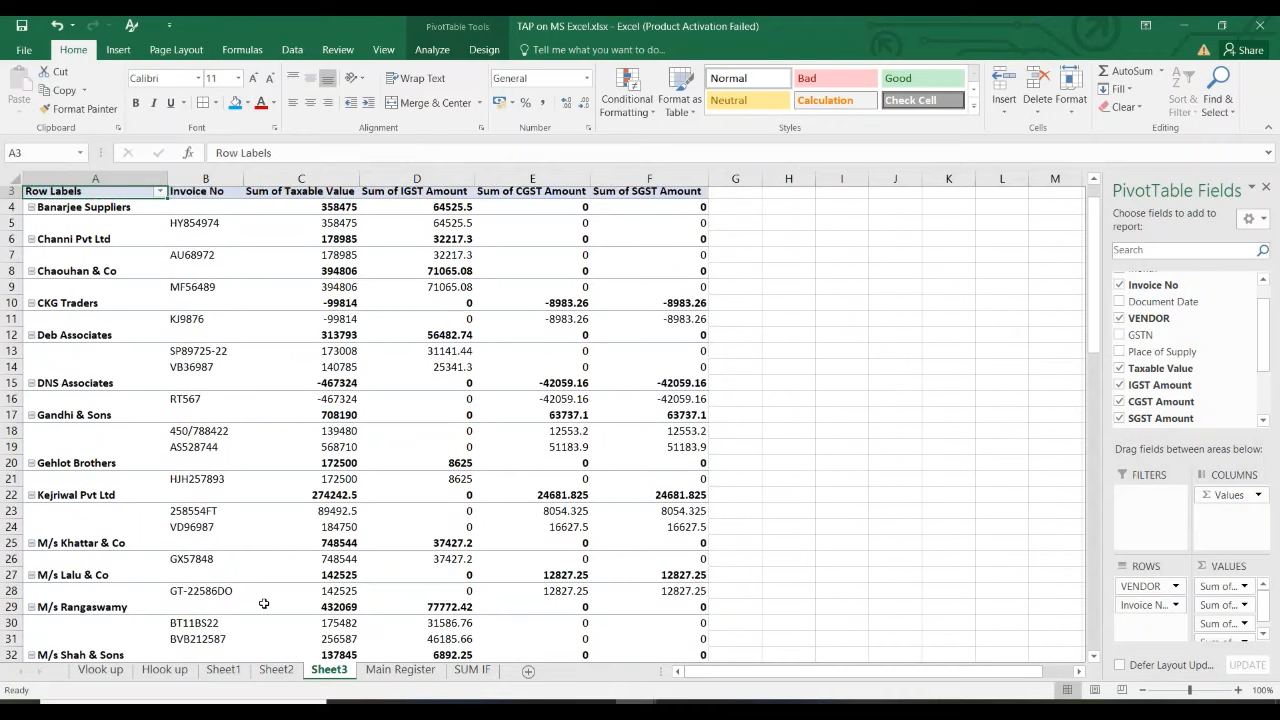 PivotTable Tools TAP on MS Excel.xlsx - Excel (Product Activation Failed)
File Home Insert Page Layout Formulas Data Review View Analyze Design Tell me what you want to do... Share
Paste Cut Copy Format Painter
Calibri 11
B I U A A A
Wrap Text
Merge & Center
General
% ,
Conditional Formatting Format as Table
Normal Bad Good
Neutral Calculation Check Cell
Insert Delete Format
AutoSum
Fill
Clear
Sort & Filter Find & Select
Clipboard Font Alignment Number Styles Cells Editing
A3 fx Row Labels
A B C D E F G H I J K L M
3 Row Labels Invoice No Sum of Taxable Value Sum of IGST Amount Sum of CGST Amount Sum of SGST Amount
4 Banarjee Suppliers 358475 64525.5 0 0
5 HY854974 358475 64525.5 0 0
6 Channi Pvt Ltd 178985 32217.3 0 0
7 AU68972 178985 32217.3 0 0
8 Chaouhan & Co 394806 71065.08 0 0
9 MF56489 394806 71065.08 0 0
10 CKG Traders -99814 0 -8983.26 -8983.26
11 KJ9876 -99814 0 -8983.26 -8983.26
12 Deb Associates 313793 56482.74 0 0
13 SP89725-22 173008 31141.44 0 0
14 VB36987 140785 25341.3 0 0
15 DNS Associates -467324 0 -42059.16 -42059.16
16 RT567 -467324 0 -42059.16 -42059.16
17 Gandhi & Sons 708190 0 63737.1 63737.1
18 450/788422 139480 0 12553.2 12553.2
19 AS528744 568710 0 51183.9 51183.9
20 Gehlot Brothers 172500 8625 0 0
21 HJH257893 172500 8625 0 0
22 Kejriwal Pvt Ltd 274242.5 0 24681.825 24681.825
23 258554FT 89492.5 0 8054.325 8054.325
24 VD96987 184750 0 16627.5 16627.5
25 M/s Khattar & Co 748544 37427.2 0 0
26 GX57848 748544 37427.2 0 0
27 M/s Lalu & Co 142525 0 12827.25 12827.25
28 GT-22586DO 142525 0 12827.25 12827.25
29 M/s Rangaswamy 432069 77772.42 0 0
30 BT11BS22 175482 31586.76 0 0
31 BVB212587 256587 46185.66 0 0
32 M/s Shah & Sons 137845 6892.25 0 0
PivotTable Fields
Choose fields to add to report:
Search
Invoice No
Document Date
VENDOR
GSTN
Place of Supply
Taxable Value
IGST Amount
CGST Amount
SGST Amount
Drag fields between areas below:
FILTERS COLUMNS
Σ Values
ROWS Σ VALUES
VENDOR Sum of...
Invoice N... Sum of...
Sum of...
Defer Layout Upd... UPDATE
Vlook up Hlook up Sheet1 Sheet2 Sheet3 Main Register SUM IF
Ready 100%